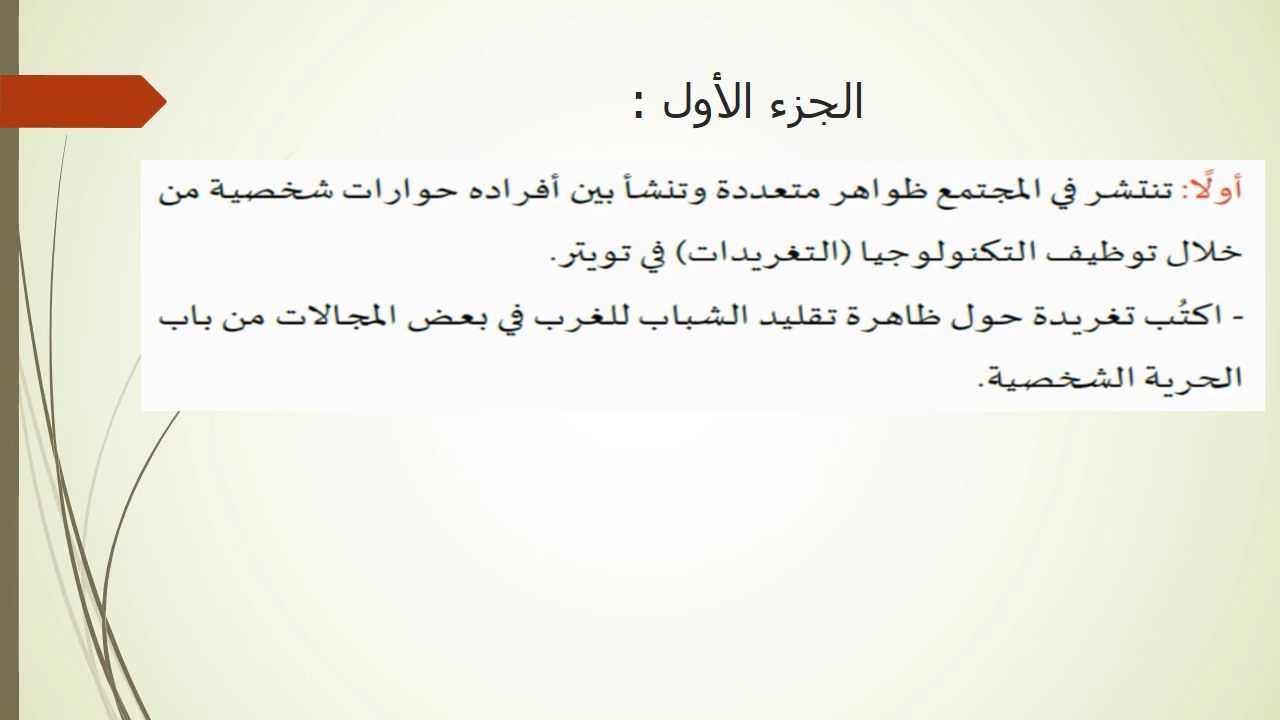 الجزء الأول :
أولًا: تنتشر في المجتمع ظواهر متعددة وتنشأ بين أفراده حوارات شخصية من
خلال توظيف التكنولوجيا (التغريدات) في تويتر.
- اكتُب تغريدة حول ظاهرة تقليد الشباب للغرب في بعض المجالات من باب
الحرية الشخصية.